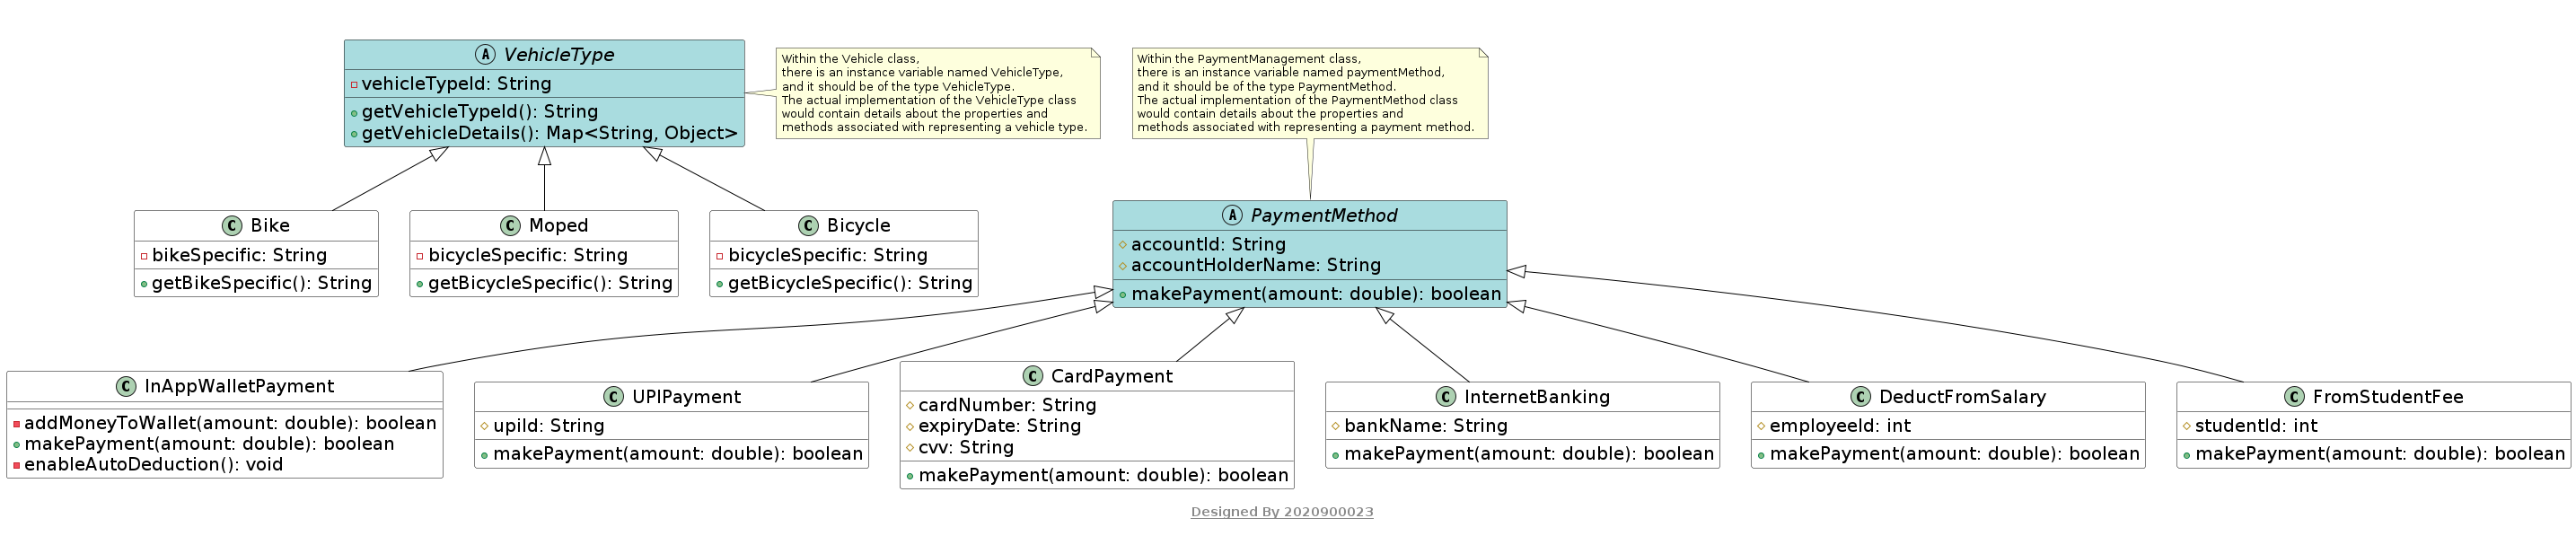 A VehicleType
vehicleTypeId: String
getVehicleTypeId(): String
getVehicleDetails(): Map<String, Object>
Within the Vehicle class,
there is an instance variable named VehicleType,
and it should be of the type VehicleType.
The actual implementation of the VehicleType class
would contain details about the properties and
methods associated with representing a vehicle type.
Within the PaymentManagement class,
there is an instance variable named paymentMethod,
and it should be of the type PaymentMethod.
The actual implementation of the PaymentMethod class
would contain details about the properties and
methods associated with representing a payment method.
C Bike
bikeSpecific: String
getBikeSpecific(): String
C Moped
bicycleSpecific: String
getBicycleSpecific(): String
C Bicycle
bicycleSpecific: String
getBicycleSpecific(): String
A PaymentMethod
accountId: String
accountHolderName: String
makePayment(amount: double): boolean
C InAppWalletPayment
addMoneyToWallet(amount: double): boolean
makePayment(amount: double): boolean
enableAutoDeduction(): void
C UPIPayment
upiId: String
makePayment(amount: double): boolean
C CardPayment
cardNumber: String
expiryDate: String
cvv: String
makePayment(amount: double): boolean
C InternetBanking
bankName: String
makePayment(amount: double): boolean
C DeductFromSalary
employeeId: int
makePayment(amount: double): boolean
C FromStudentFee
studentId: int
makePayment(amount: double): boolean
Designed By 2020900023